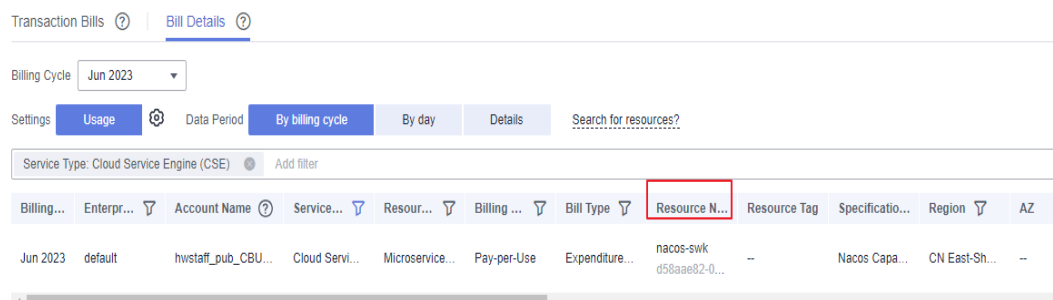 Transaction Bills ? Bill Details ?
Billing Cycle Jun 2023
Settings Usage Data Period By billing cycle By day Details Search for resources?
Service Type: Cloud Service Engine (CSE) Add filter
Billing... Enterpr... Account Name ? Service... Resour... Billing ... Bill Type Resource N... Resource Tag Specificatio... Region AZ
Jun 2023 default hwstaff_pub_CBU... Cloud Servi... Microservice... Pay-per-Use Expenditure... nacos-swk -- Nacos Capa... CN East-Sh... --
d58aae82-0...